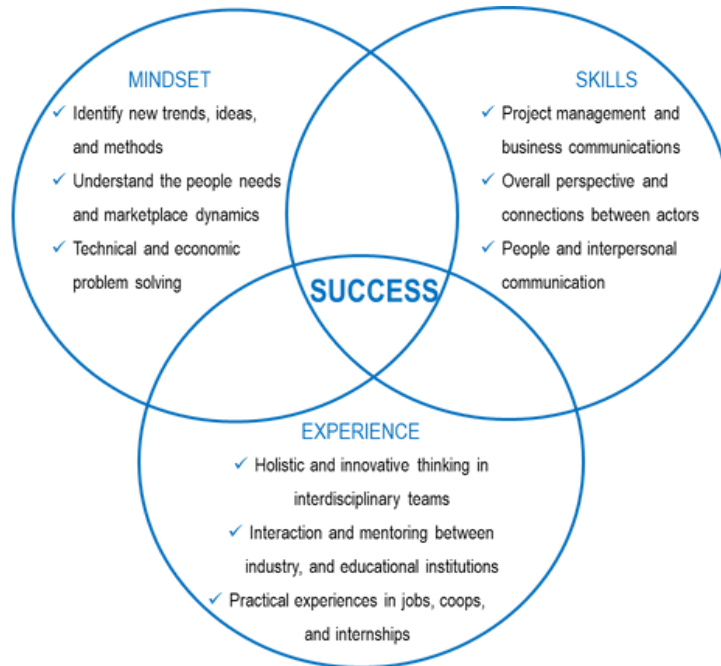 MINDSET
✓ Identify new trends, ideas,
and methods
✓ Understand the people needs
and marketplace dynamics
✓ Technical and economic
problem solving
SKILLS
✓ Project management and
business communications
✓ Overall perspective and
connections between actors
✓ People and interpersonal
communication
SUCCESS
EXPERIENCE
✓ Holistic and innovative thinking in
interdisciplinary teams
✓ Interaction and mentoring between
industry, and educational institutions
✓ Practical experiences in jobs, coops,
and internships